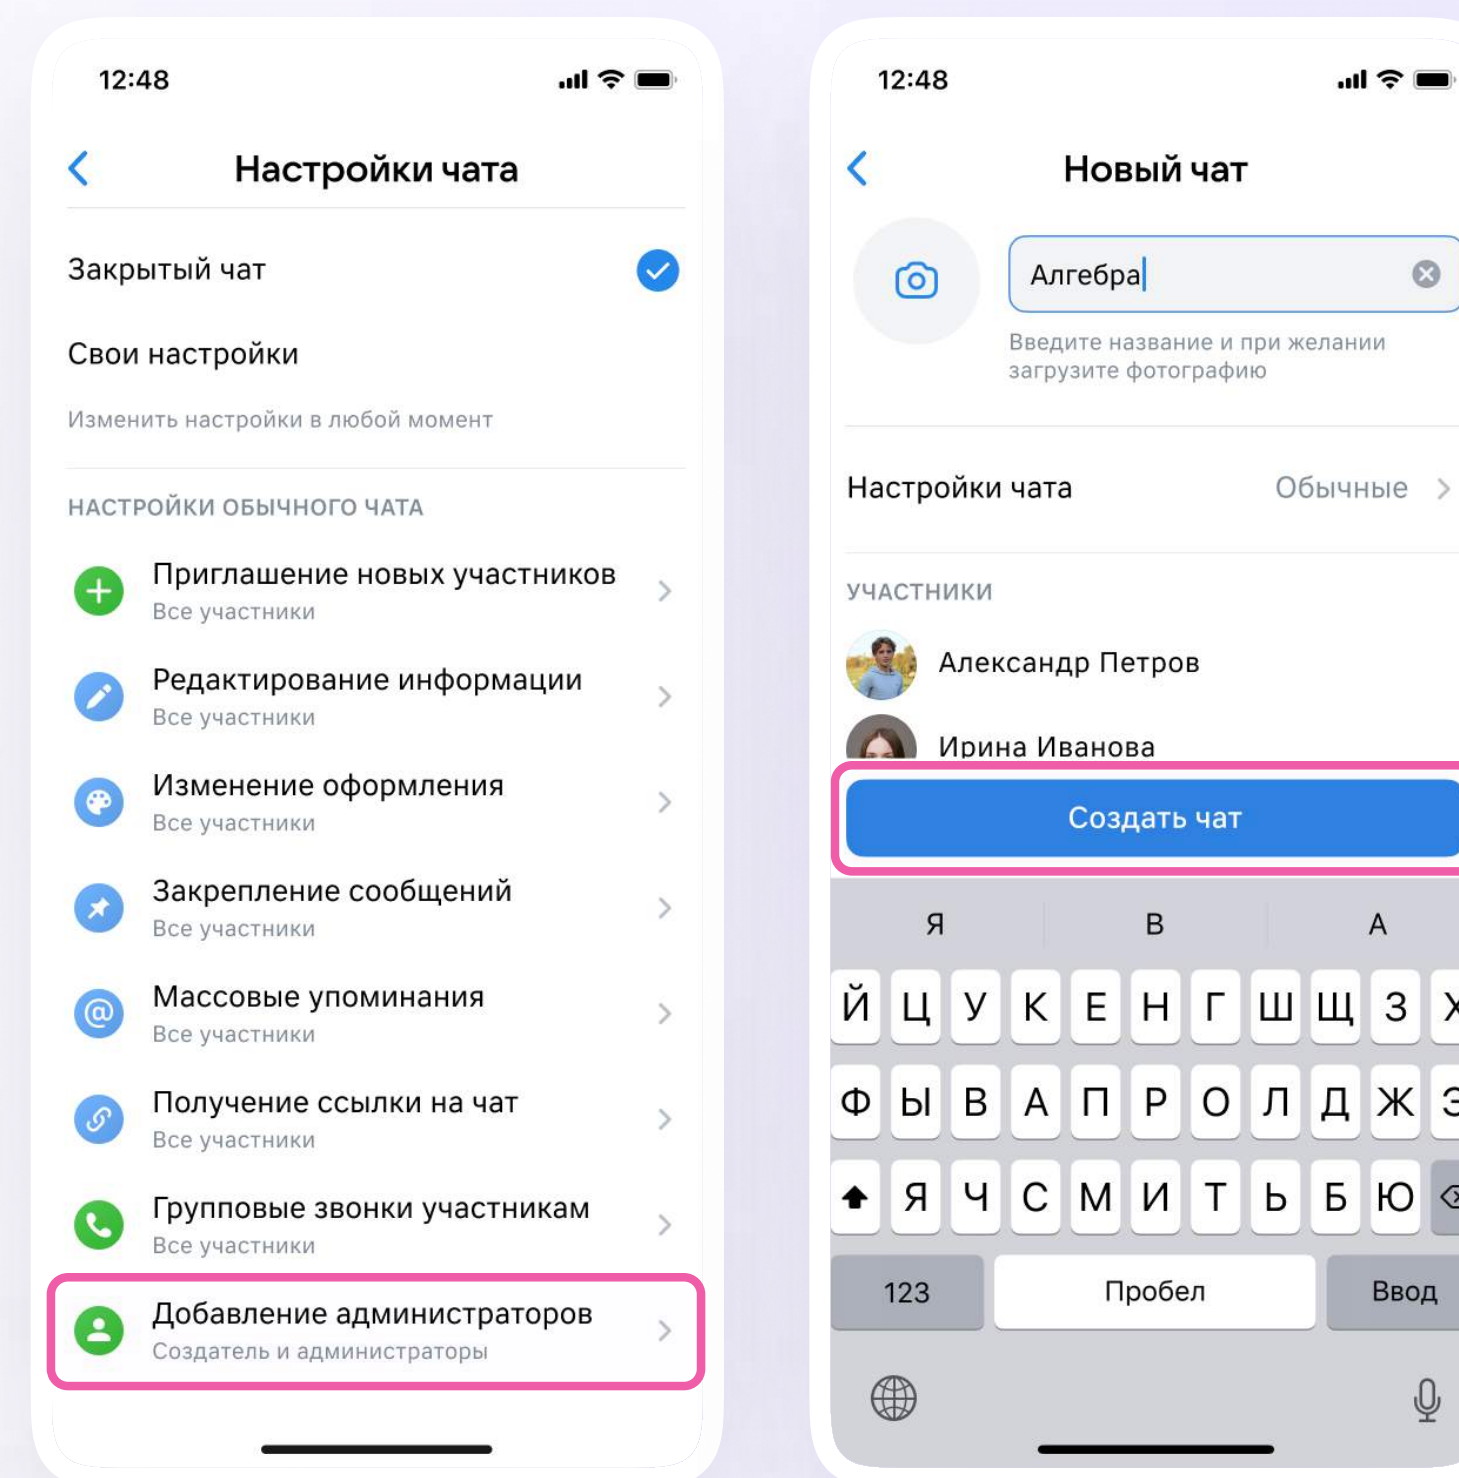 12:48
Настройки чата
Закрытый чат
Свои настройки
Изменить настройки в любой момент
НАСТРОЙКИ ОБЫЧНОГО ЧАТА
Приглашение новых участников
Все участники
Редактирование информации
Все участники
Изменение оформления
Все участники
Закрепление сообщений
Все участники
Массовые упоминания
Все участники
Получение ссылки на чат
Все участники
Групповые звонки участникам
Все участники
Добавление администраторов
Создатель и администраторы
12:48
Новый чат
Алгебра
Введите название и при желании
загрузите фотографию
Настройки чата Обычные
УЧАСТНИКИ
Александр Петров
Ирина Иванова
Создать чат
Я В А
Й Ц У К Е Н Г Ш Щ З Х
Ф Ы В А П Р О Л Д Ж Э
Я Ч С М И Т Ь Б Ю
123 Пробел Ввод